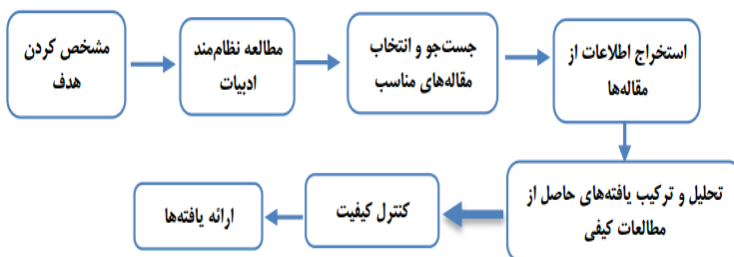 مشخص کردن
هدف
مطالعه نظام‌مند
ادبیات
جست‌جو و انتخاب
مقاله‌های مناسب
استخراج اطلاعات از
مقاله‌ها
تحلیل و ترکیب یافته‌های حاصل از
مطالعات کیفی
کنترل کیفیت
ارائه یافته‌ها